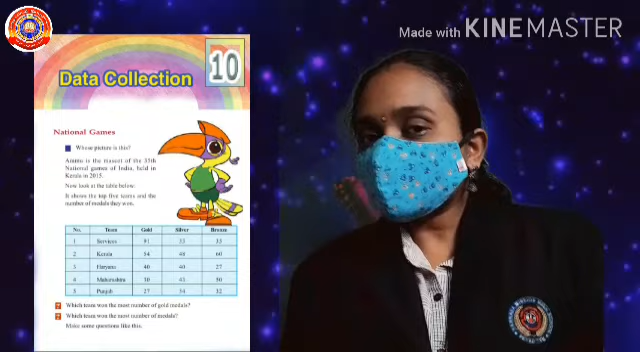 Made with KINEMASTER
10
Data Collection
National Games
Whose picture is this?
Ammu is the mascot of the 35th
National games of India, held in
Kerala in 2015.
Now look at the table below:
It shows the top five teams and the
number of medals they won.
No. Team Gold Silver Bronze
1 Services 91 33 35
2 Kerala 54 48 60
3 Haryana 40 40 27
4 Maharashtra 30 43 50
5 Punjab 27 34 32
Which team won the most number of gold medals?
Which team won the most number of medals?
Make some questions like this.